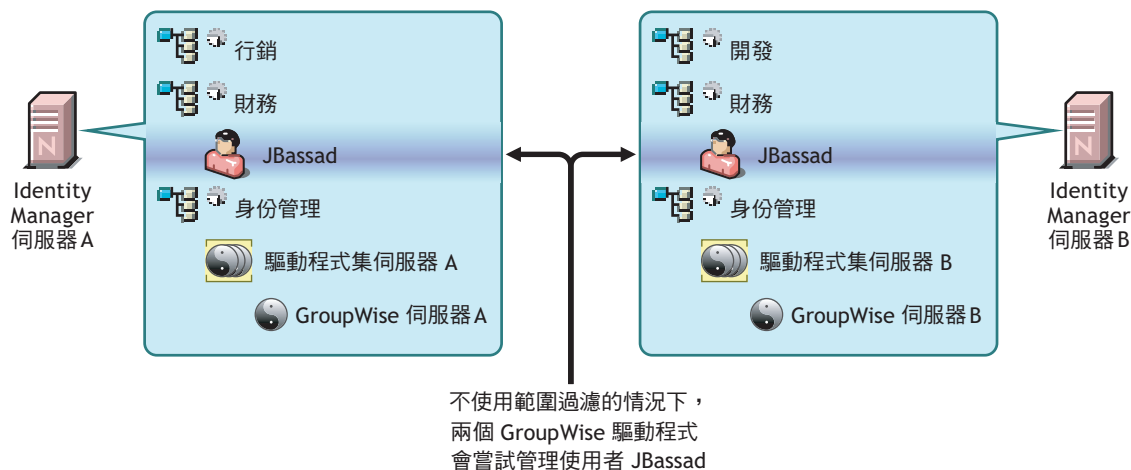 行銷
財務
JBassad
身份管理
驅動程式集伺服器 A
GroupWise 伺服器A
Identity
Manager
伺服器A
開發
財務
JBassad
身份管理
驅動程式集伺服器 B
GroupWise 伺服器B
Identity
Manager
伺服器B
不使用範圍過濾的情況下，
兩個 GroupWise 驅動程式
會嘗試管理使用者 JBassad